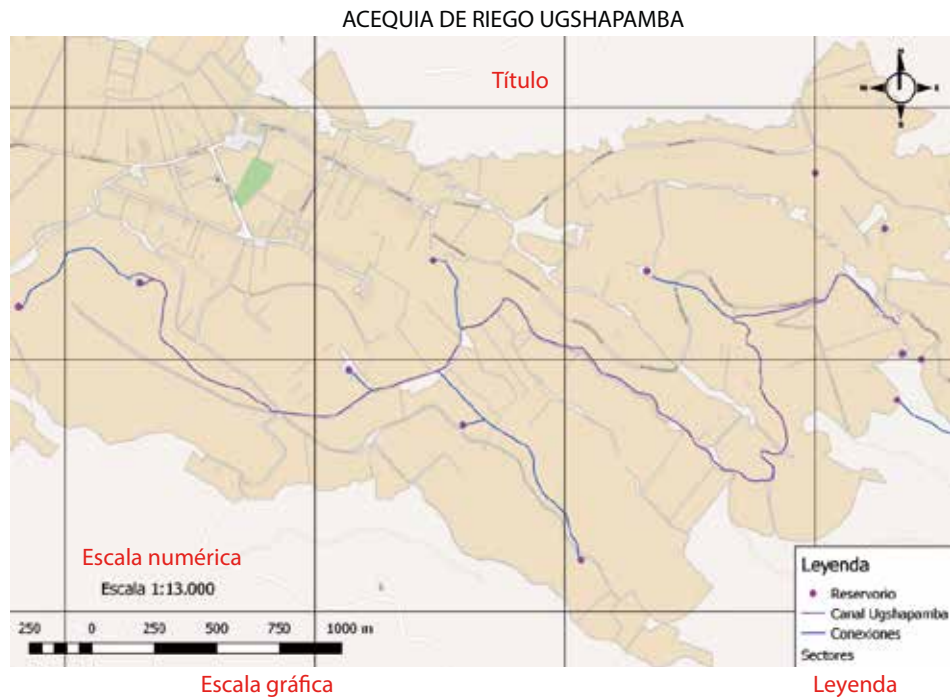 ACEQUIA DE RIEGO UGSHAPAMBA
Título
Escala numérica
Escala 1:13.000
250 0 250 500 750 1000 m
Escala gráfica
Leyenda
Reservorio
Canal Ugshapamba
Conexiones
Sectores
Leyenda